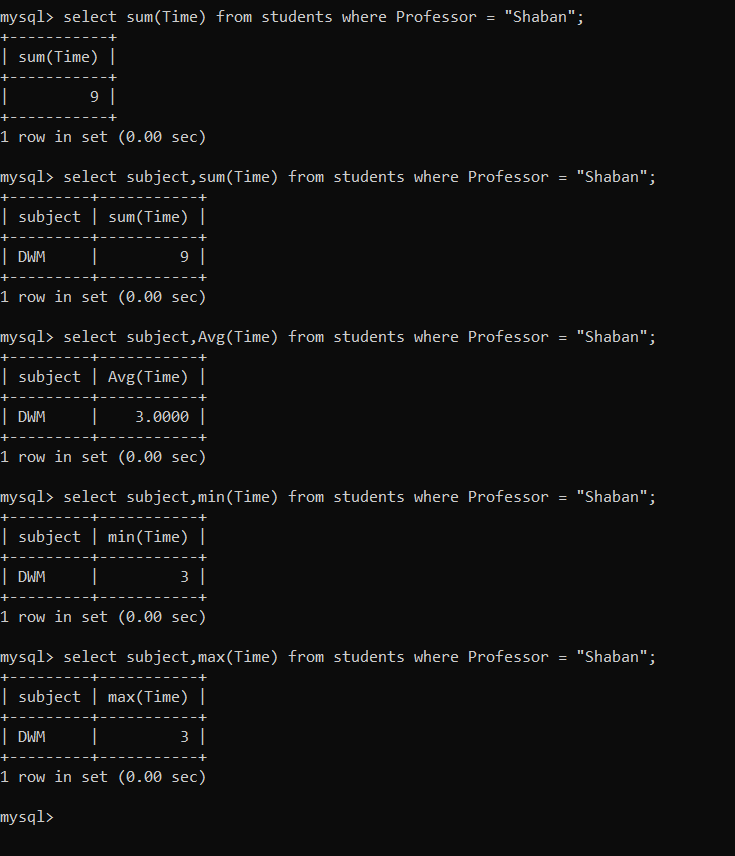 mysql> select sum(Time) from students where Professor = "Shaban";
+-----------+
| sum(Time) |
+-----------+
|         9 |
+-----------+
1 row in set (0.00 sec)

mysql> select subject,sum(Time) from students where Professor = "Shaban";
+---------+-----------+
| subject | sum(Time) |
+---------+-----------+
| DWM     |         9 |
+---------+-----------+
1 row in set (0.00 sec)

mysql> select subject,Avg(Time) from students where Professor = "Shaban";
+---------+-----------+
| subject | Avg(Time) |
+---------+-----------+
| DWM     |    3.0000 |
+---------+-----------+
1 row in set (0.00 sec)

mysql> select subject,min(Time) from students where Professor = "Shaban";
+---------+-----------+
| subject | min(Time) |
+---------+-----------+
| DWM     |         3 |
+---------+-----------+
1 row in set (0.00 sec)

mysql> select subject,max(Time) from students where Professor = "Shaban";
+---------+-----------+
| subject | max(Time) |
+---------+-----------+
| DWM     |         3 |
+---------+-----------+
1 row in set (0.00 sec)

mysql>